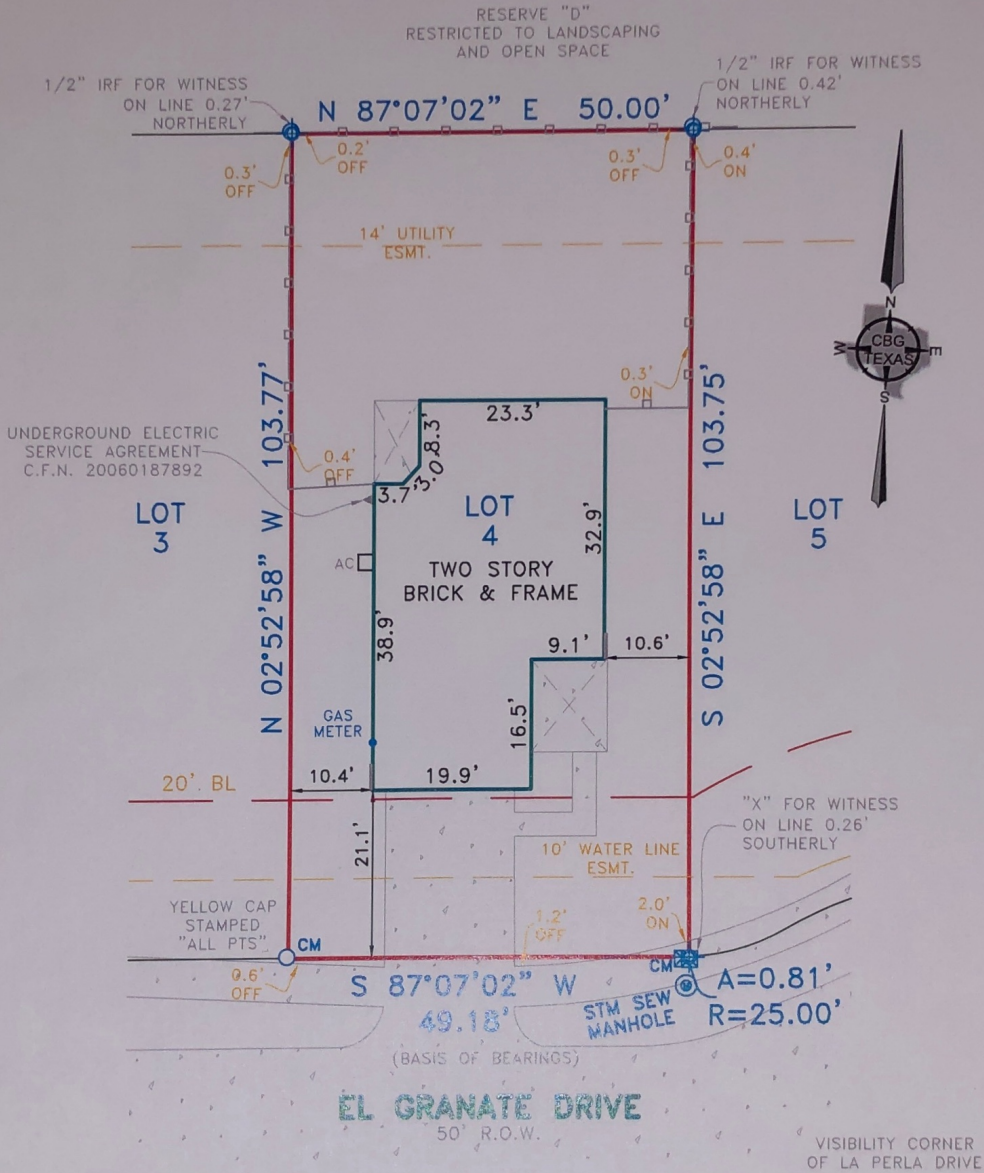 RESERVE "D"
RESTRICTED TO LANDSCAPING
AND OPEN SPACE
1/2" IRF FOR WITNESS
ON LINE 0.27'
NORTHERLY
1/2" IRF FOR WITNESS
ON LINE 0.42'
NORTHERLY
N 87°07'02" E 50.00'
0.3'
OFF
0.2'
OFF
0.3'
OFF
0.4'
ON
14' UTILITY
ESMT.
N
W
CBG
TEXAS
E
S
0.3'
ON
UNDERGROUND ELECTRIC
SERVICE AGREEMENT
C.F.N. 20060187892
N 02°52'58" W 103.77'
S 02°52'58" E 103.75'
0.4'
OFF
23.3'
8.3'
3.0'
3.7'
LOT
3
LOT
4
LOT
5
TWO STORY
BRICK & FRAME
32.9'
AC
38.9'
9.1'
10.6'
16.5'
GAS
METER
20' BL
10.4'
19.9'
21.1'
"X" FOR WITNESS
ON LINE 0.26'
SOUTHERLY
10' WATER LINE
ESMT.
YELLOW CAP
STAMPED
"ALL PTS"
CM
1.2'
OFF
2.0'
ON
CM
0.6'
OFF
S 87°07'02" W
49.18'
STM SEW
MANHOLE
A=0.81'
R=25.00'
(BASIS OF BEARINGS)
EL GRANATE DRIVE
50' R.O.W.
VISIBILITY CORNER
OF LA PERLA DRIVE